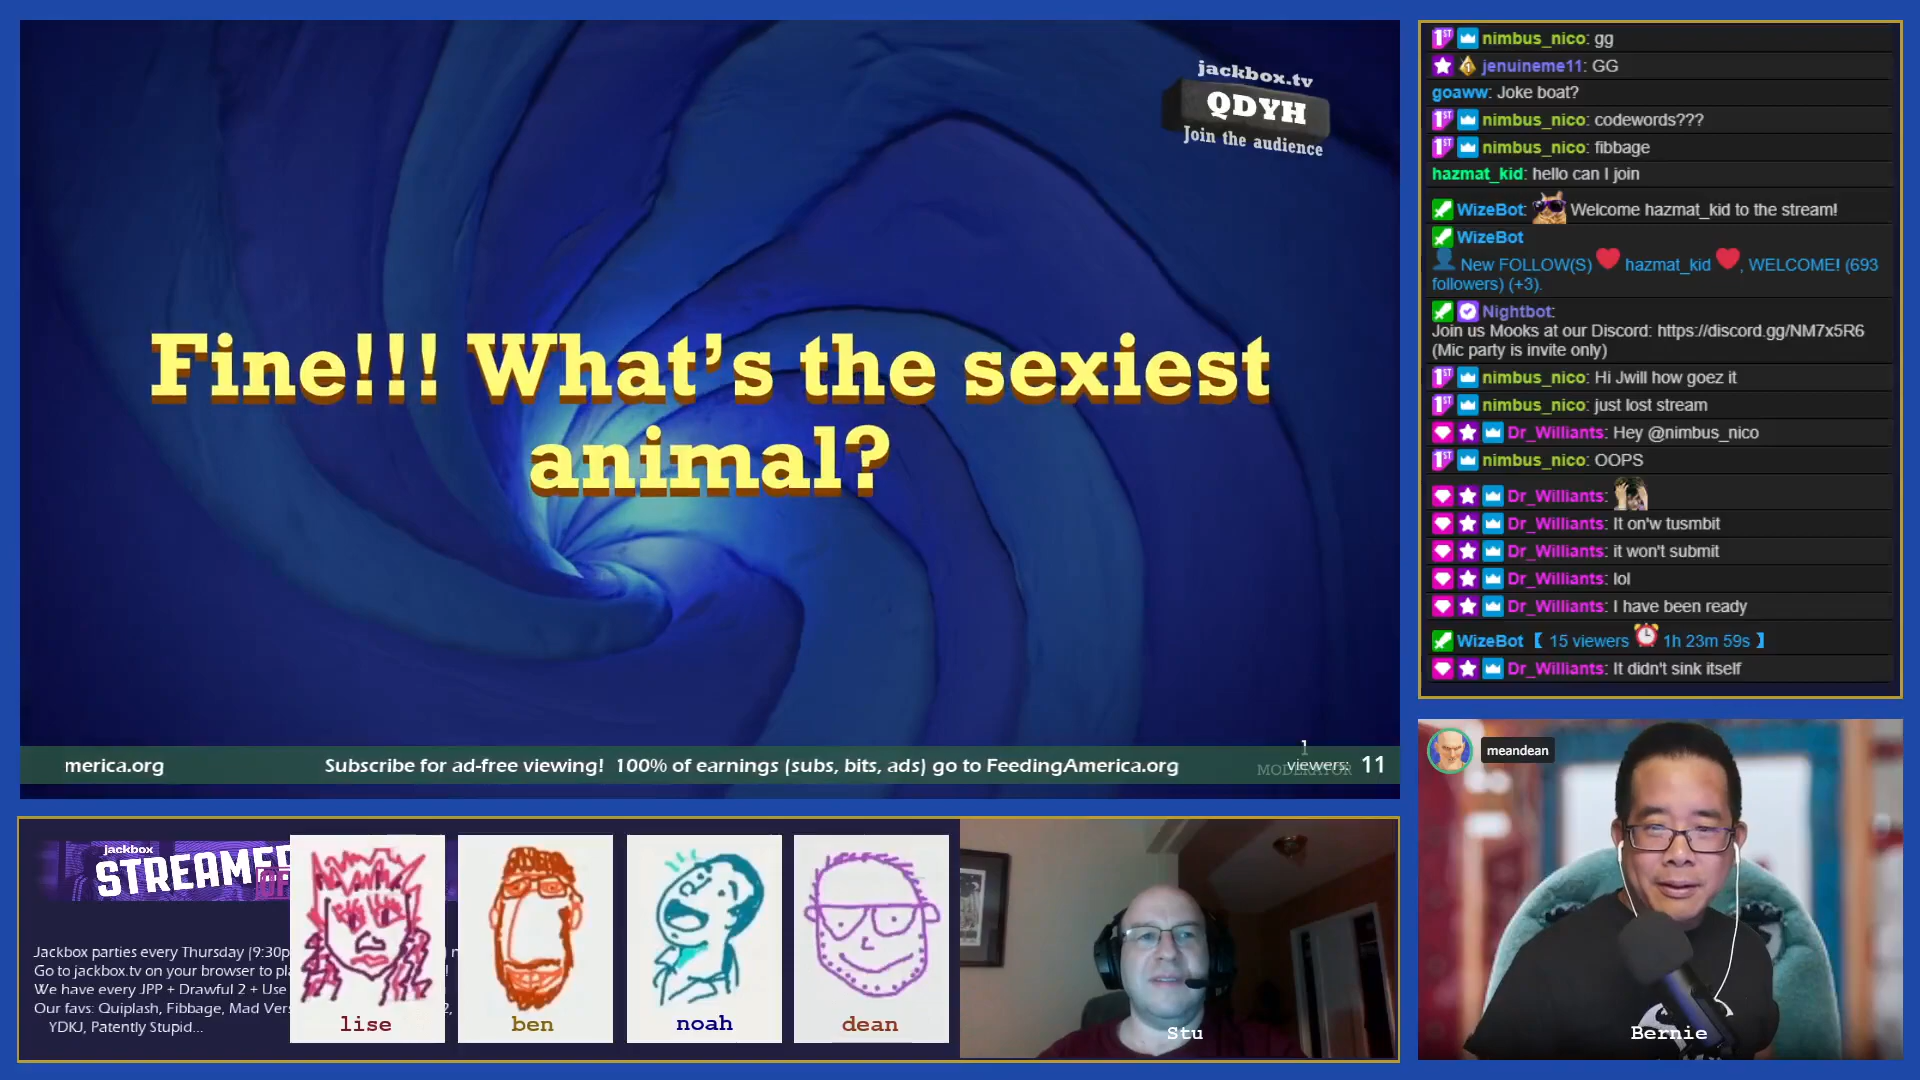 jackbox.tv
QDYH
Join the audience
Fine!!! What's the sexiest
animal?
merica.org
Subscribe for ad-free viewing! 100% of earnings (subs, bits, ads) go to FeedingAmerica.org
1
MODERATOR
viewers: 11
nimbus_nico: gg
jenuineme11: GG
goaww: Joke boat?
nimbus_nico: codewords???
nimbus_nico: fibbage
hazmat_kid: hello can I join
WizeBot: Welcome hazmat_kid to the stream!
WizeBot
New FOLLOW(S) hazmat_kid , WELCOME! (693
followers) (+3).
Nightbot:
Join us Mooks at our Discord: https://discord.gg/NM7x5R6
(Mic party is invite only)
nimbus_nico: Hi Jwill how goez it
nimbus_nico: just lost stream
Dr_Williants: Hey @nimbus_nico
nimbus_nico: OOPS
Dr_Williants:
Dr_Williants: It on'w tusmbit
Dr_Williants: it won't submit
Dr_Williants: lol
Dr_Williants: I have been ready
WizeBot 【 15 viewers 1h 23m 59s 】
Dr_Williants: It didn't sink itself
jackbox
STREAMER
Jackbox parties every Thursday (9:30p
Go to jackbox.tv on your browser to pla
We have every JPP + Drawful 2 + Use
Our favs: Quiplash, Fibbage, Mad Vers
YDKJ, Patently Stupid...
lise
ben
noah
dean
Stu
meandean
Bernie